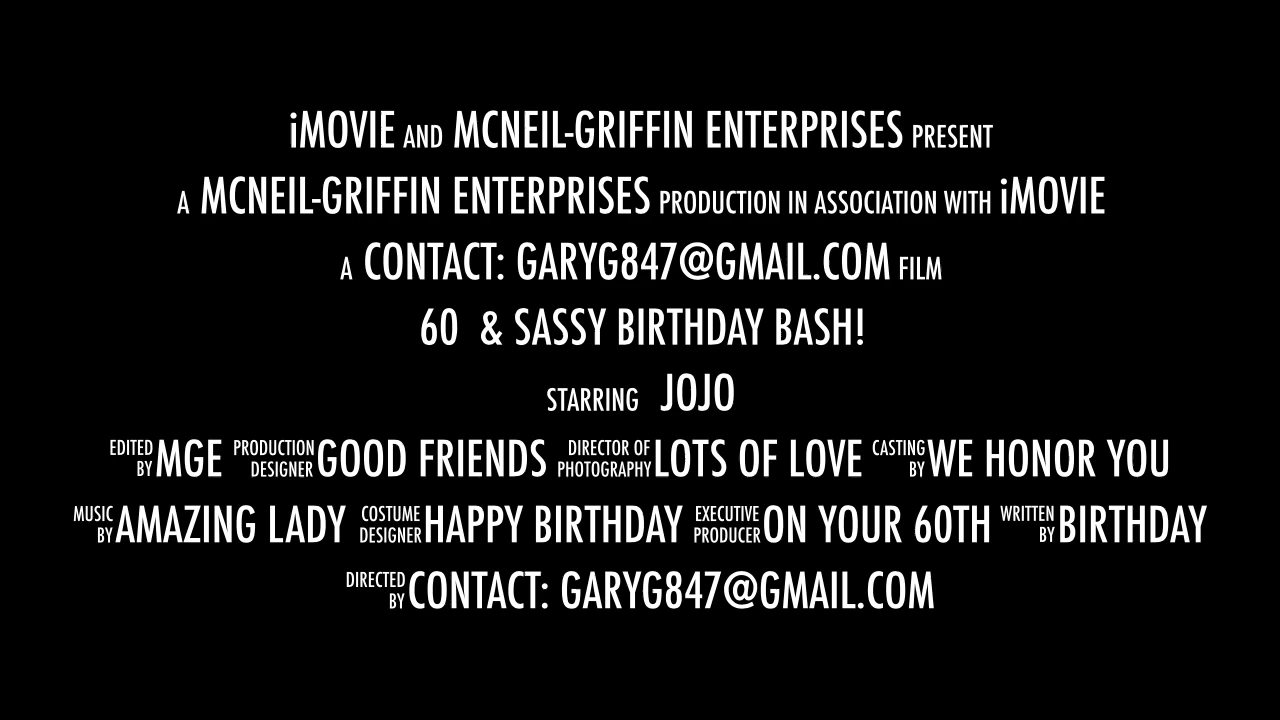 iMOVIE AND MCNEIL-GRIFFIN ENTERPRISES PRESENT
A MCNEIL-GRIFFIN ENTERPRISES PRODUCTION IN ASSOCIATION WITH iMOVIE
A CONTACT: GARYG847@GMAIL.COM FILM
60 & SASSY BIRTHDAY BASH!
STARRING JOJO
EDITED BY MGE PRODUCTION DESIGNER GOOD FRIENDS DIRECTOR OF PHOTOGRAPHY LOTS OF LOVE CASTING BY WE HONOR YOU
MUSIC BY AMAZING LADY COSTUME DESIGNER HAPPY BIRTHDAY EXECUTIVE PRODUCER ON YOUR 60TH WRITTEN BY BIRTHDAY
DIRECTED BY CONTACT: GARYG847@GMAIL.COM